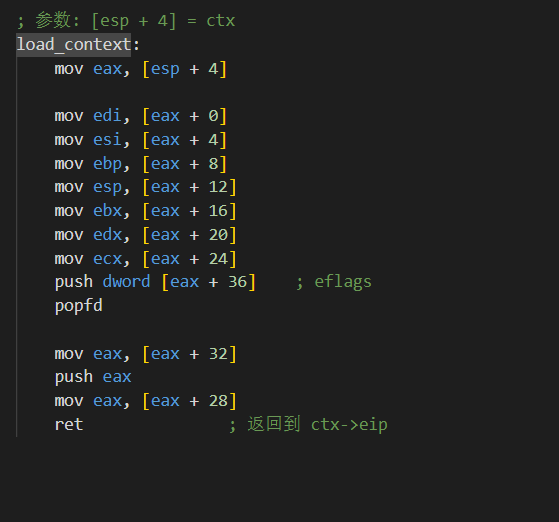 ; 参数: [esp + 4] = ctx
load_context:
    mov eax, [esp + 4]
    mov edi, [eax + 0]
    mov esi, [eax + 4]
    mov ebp, [eax + 8]
    mov esp, [eax + 12]
    mov ebx, [eax + 16]
    mov edx, [eax + 20]
    mov ecx, [eax + 24]
    push dword [eax + 36]    ; eflags
    popfd
    mov eax, [eax + 32]
    push eax
    mov eax, [eax + 28]
    ret              ; 返回到 ctx->eip